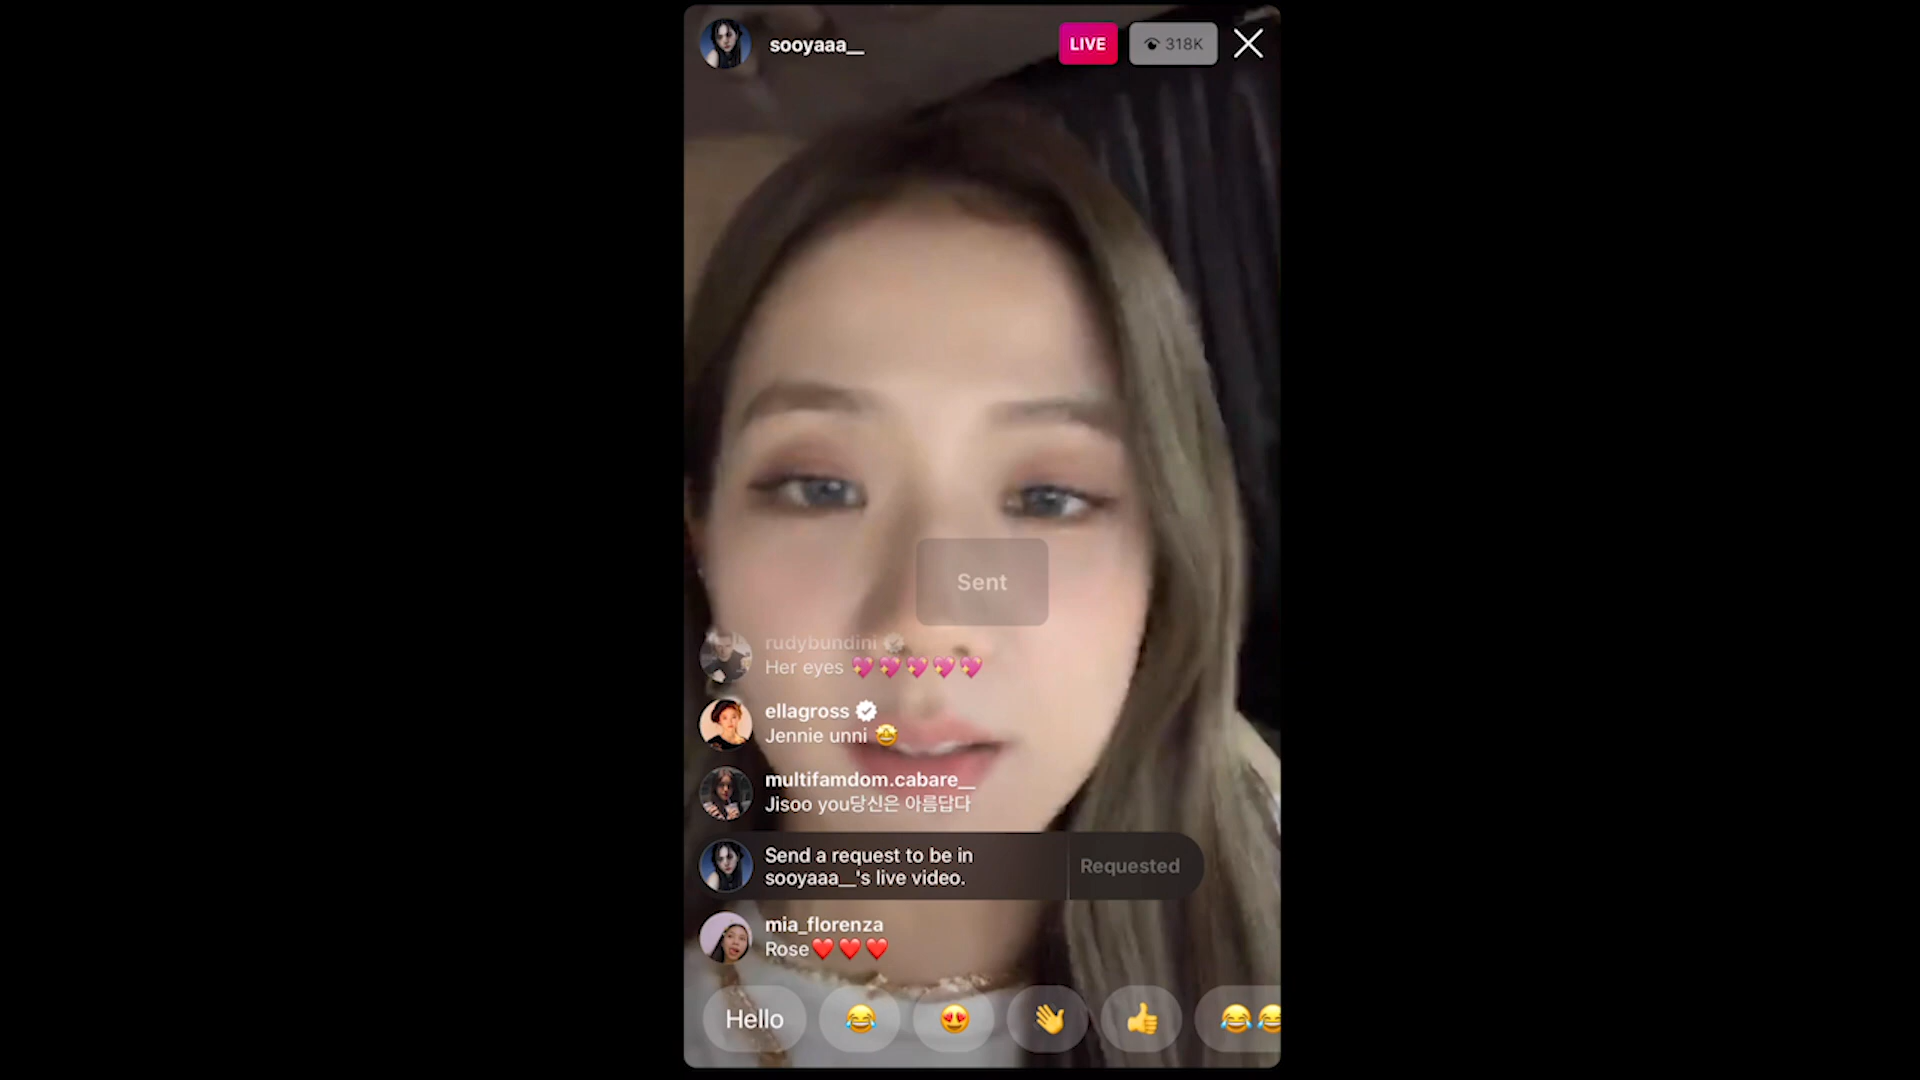 sooyaaa__
LIVE
318K
Sent
rudybundini
Her eyes 💖💖💖💖💖
ellagross
Jennie unni 🤩
multifamdom.cabare__
Jisoo you당신은 아름답다
Send a request to be in
sooyaaa__'s live video.
Requested
mia_florenza
Rose❤️❤️❤️
Hello 😂 😍 👋 👍 😂😂